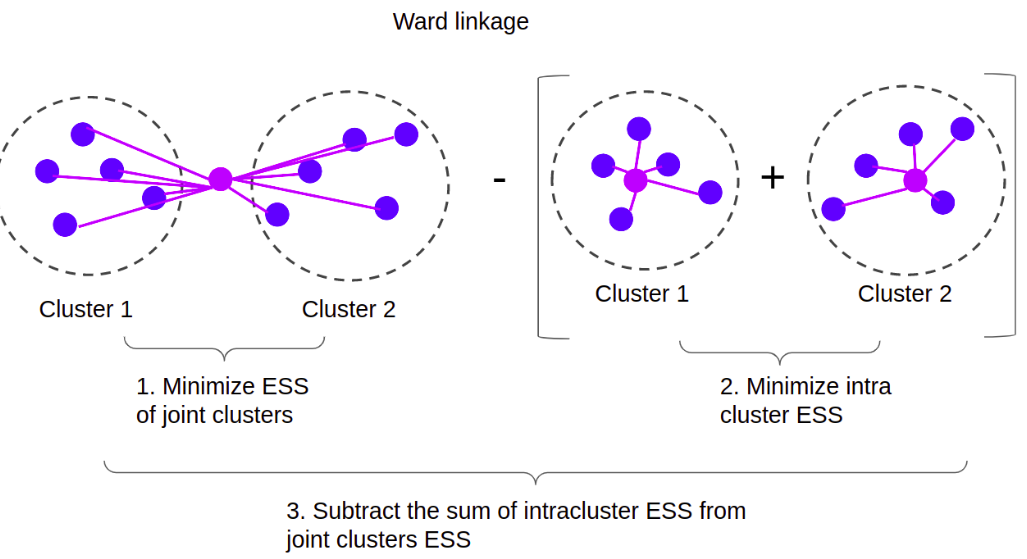 Ward linkage
-
+
Cluster 1
Cluster 2
Cluster 1
Cluster 2
1. Minimize ESS
of joint clusters
2. Minimize intra
cluster ESS
3. Subtract the sum of intracluster ESS from
joint clusters ESS